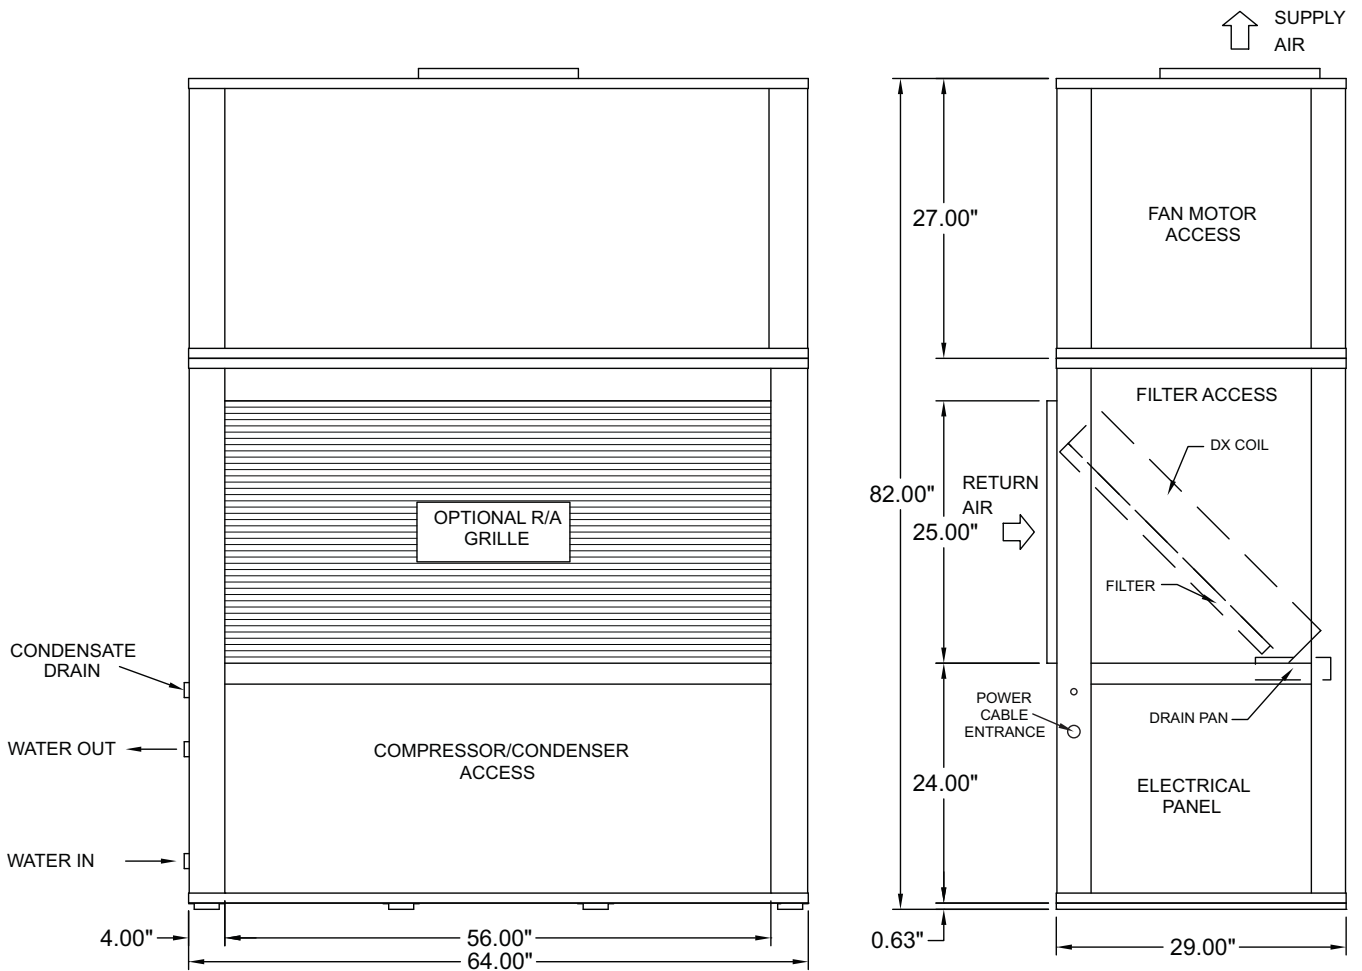 SUPPLY
AIR
27.00"
FAN MOTOR
ACCESS
FILTER ACCESS
DX COIL
82.00"
RETURN
AIR
25.00"
OPTIONAL R/A
GRILLE
FILTER
CONDENSATE
DRAIN
POWER
CABLE
ENTRANCE
DRAIN PAN
WATER OUT
COMPRESSOR/CONDENSER
ACCESS
24.00"
ELECTRICAL
PANEL
WATER IN
4.00"
56.00"
64.00"
0.63"
29.00"